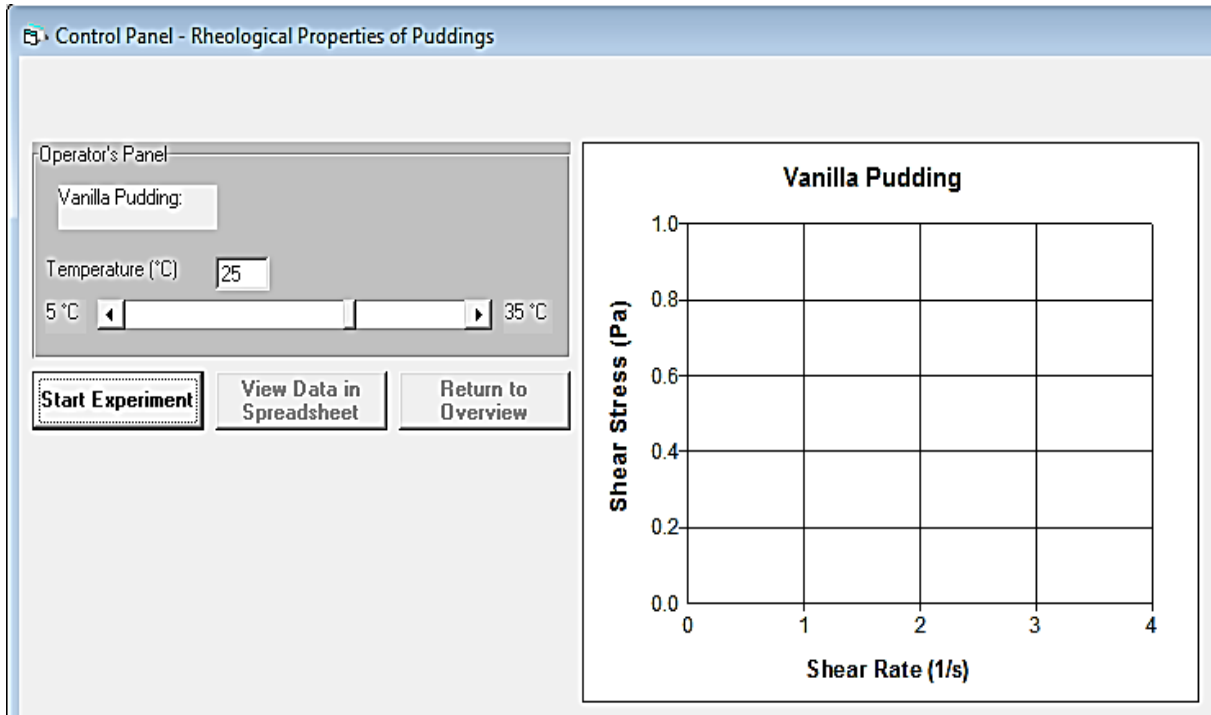 Control Panel - Rheological Properties of Puddings
Operator's Panel
Vanilla Pudding:
Temperature (°C) 25
5 °C 35 °C
Start Experiment
View Data in
Spreadsheet
Return to
Overview
Vanilla Pudding
1.0
0.8
0.6
0.4
0.2
0.0
Shear Stress (Pa)
0 1 2 3 4
Shear Rate (1/s)